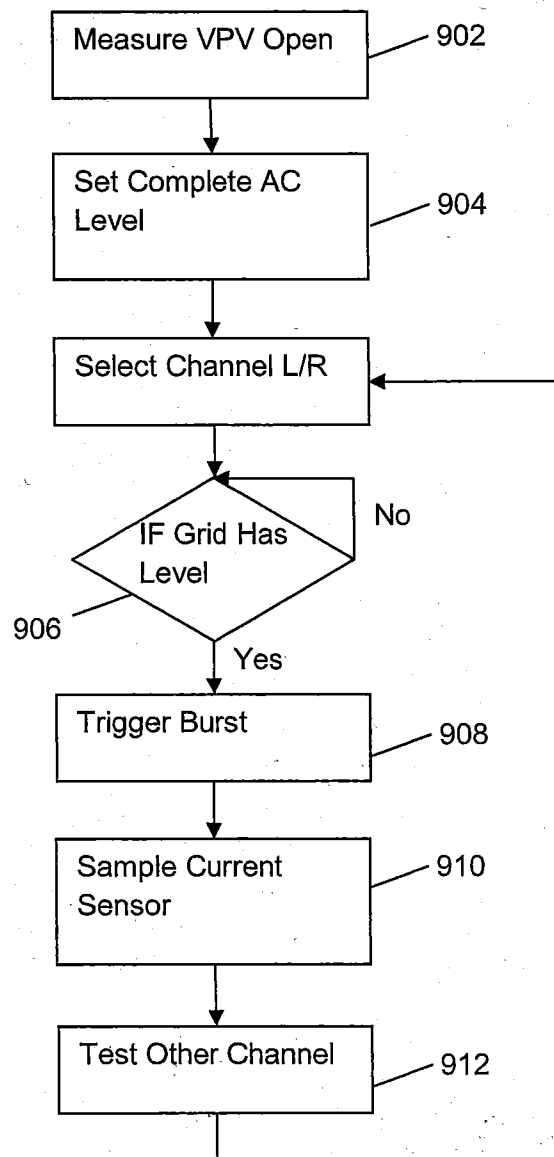 Measure VPV Open
902
Set Complete AC
Level
904
Select Channel L/R
IF Grid Has
Level
No
906
Yes
Trigger Burst
908
Sample Current
Sensor
910
Test Other Channel
912